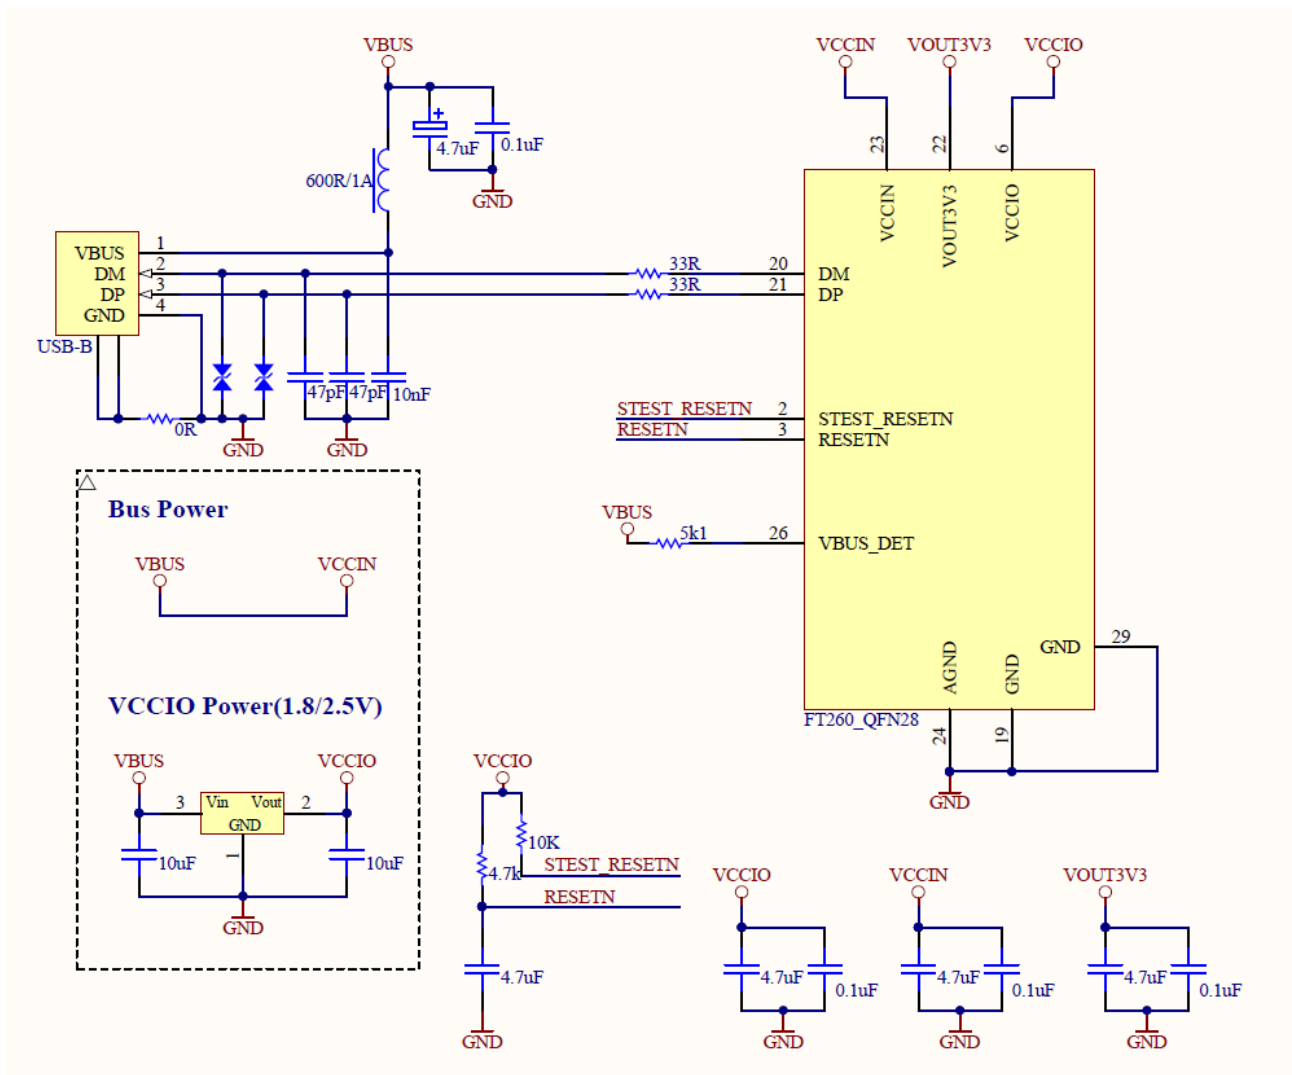 VBUS
4.7uF
0.1uF
GND
600R/1A
VCCIN
VOUT3V3
VCCIO
23
22
6
VCCIN
VOUT3V3
VCCIO
VBUS
1
DM
2
DP
3
GND
4
USB-B
33R
20
DM
33R
21
DP
47pF
47pF
10nF
0R
GND
GND
STEST_RESETN
2
STEST_RESETN
RESETN
3
RESETN
VBUS
5k1
26
VBUS_DET
GND
29
AGND
GND
FT260_QFN28
24
19
GND
Bus Power
VBUS
VCCIN
VCCIO Power(1.8/2.5V)
VBUS
VCCIO
3
Vin
Vout
2
GND
1
10uF
10uF
GND
VCCIO
10K
4.7k
STEST_RESETN
RESETN
4.7uF
GND
VCCIO
4.7uF
0.1uF
GND
VCCIN
4.7uF
0.1uF
GND
VOUT3V3
4.7uF
0.1uF
GND